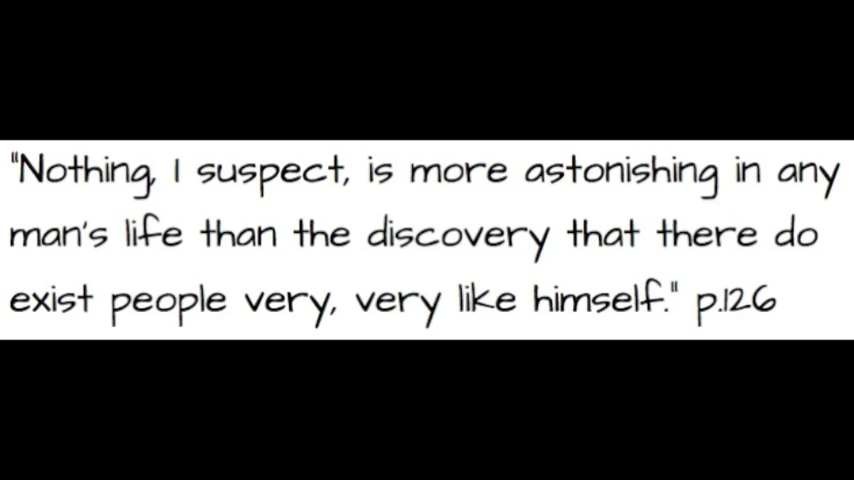 "Nothing, I suspect, is more astonishing in any
man's life than the discovery that there do
exist people very, very like himself." p.126